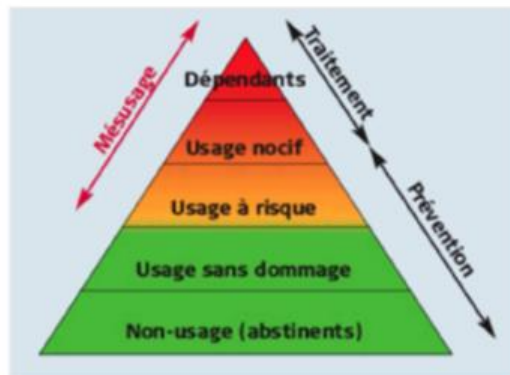 Mésusage
Traitement
Dépendants
Usage nocif
Prévention
Usage à risque
Usage sans dommage
Non-usage (abstinents)